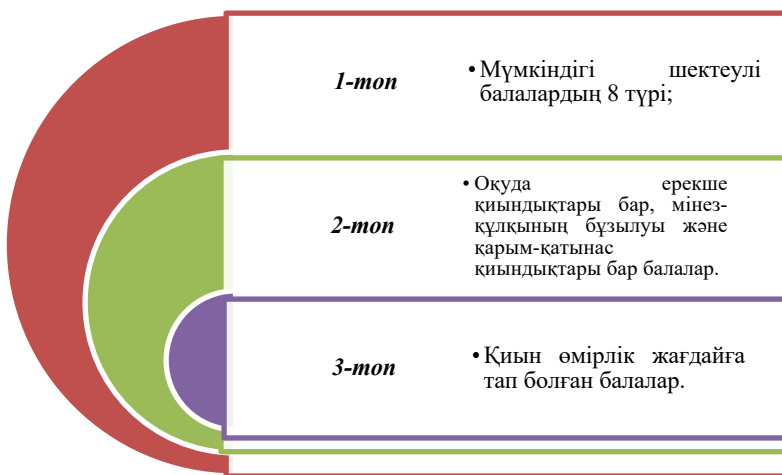 1-топ
• Мүмкіндігі шектеулі
балалардың 8 түрі;
2-топ
• Оқуда ерекше
қиындықтары бар, мінез-
құлқының бұзылуы және
қарым-қатынас
қиындықтары бар балалар.
3-топ
• Қиын өмірлік жағдайға
тап болған балалар.